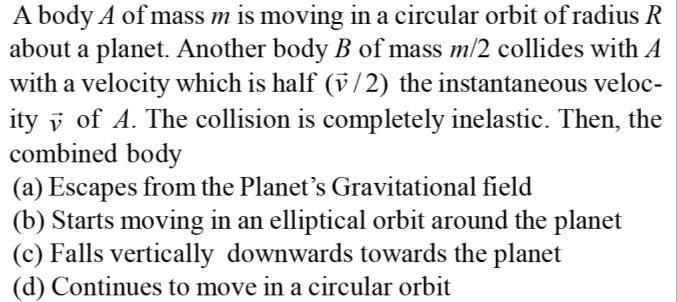 A body A of mass m is moving in a circular orbit of radius R
about a planet. Another body B of mass m/2 collides with A
with a velocity which is half (v⃗/2) the instantaneous veloc-
ity v⃗ of A. The collision is completely inelastic. Then, the
combined body
(a) Escapes from the Planet’s Gravitational field
(b) Starts moving in an elliptical orbit around the planet
(c) Falls vertically downwards towards the planet
(d) Continues to move in a circular orbit